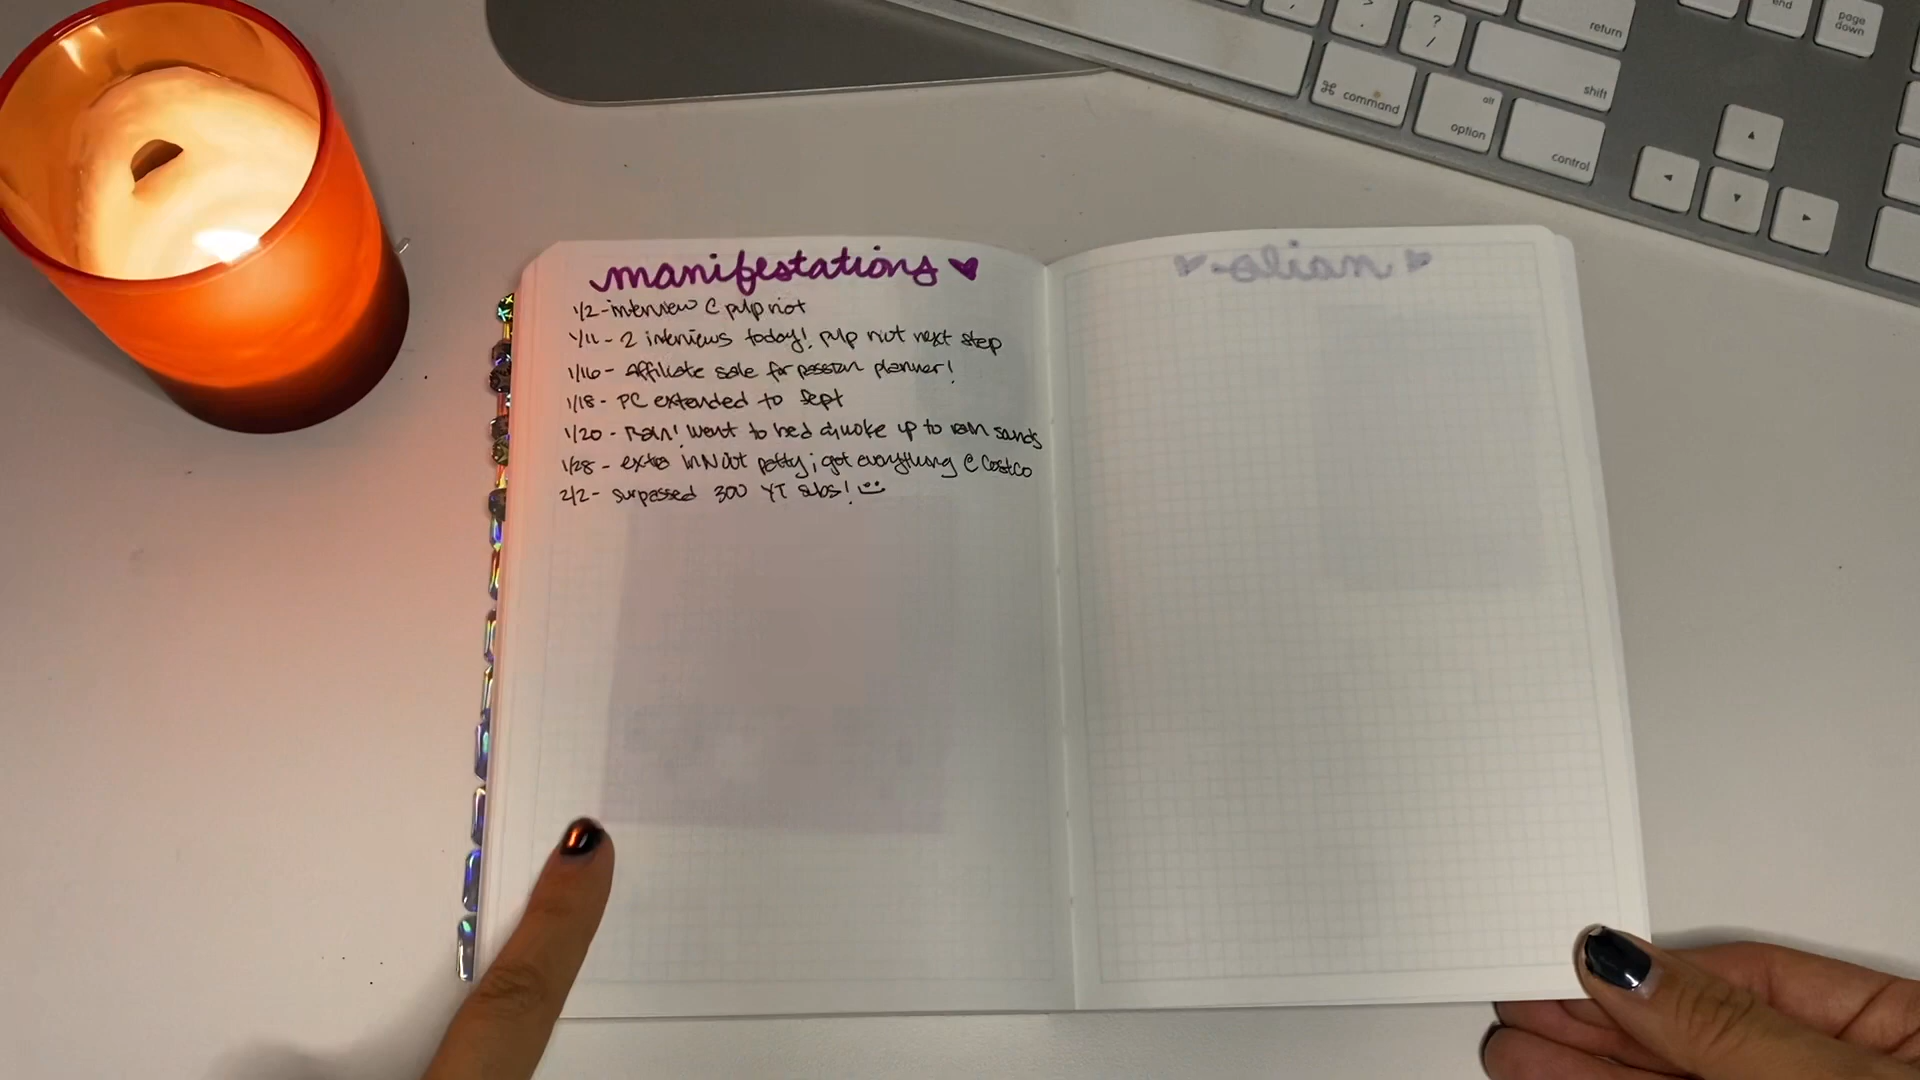 manifestations ♥
1/2 - interview @ pulp riot
1/11 - 2 interviews today! pulp riot next step
1/16 - Affiliate sale for passion planner!
1/18 - PC extended to Sept
1/20 - Rain! went to bed & woke up to rain sounds
1/28 - extra inNOut patty; got everything @ Costco
2/2 - surpassed 300 YT subs! :)
return
shift
end
page down
? /
⌘ command
alt option
control